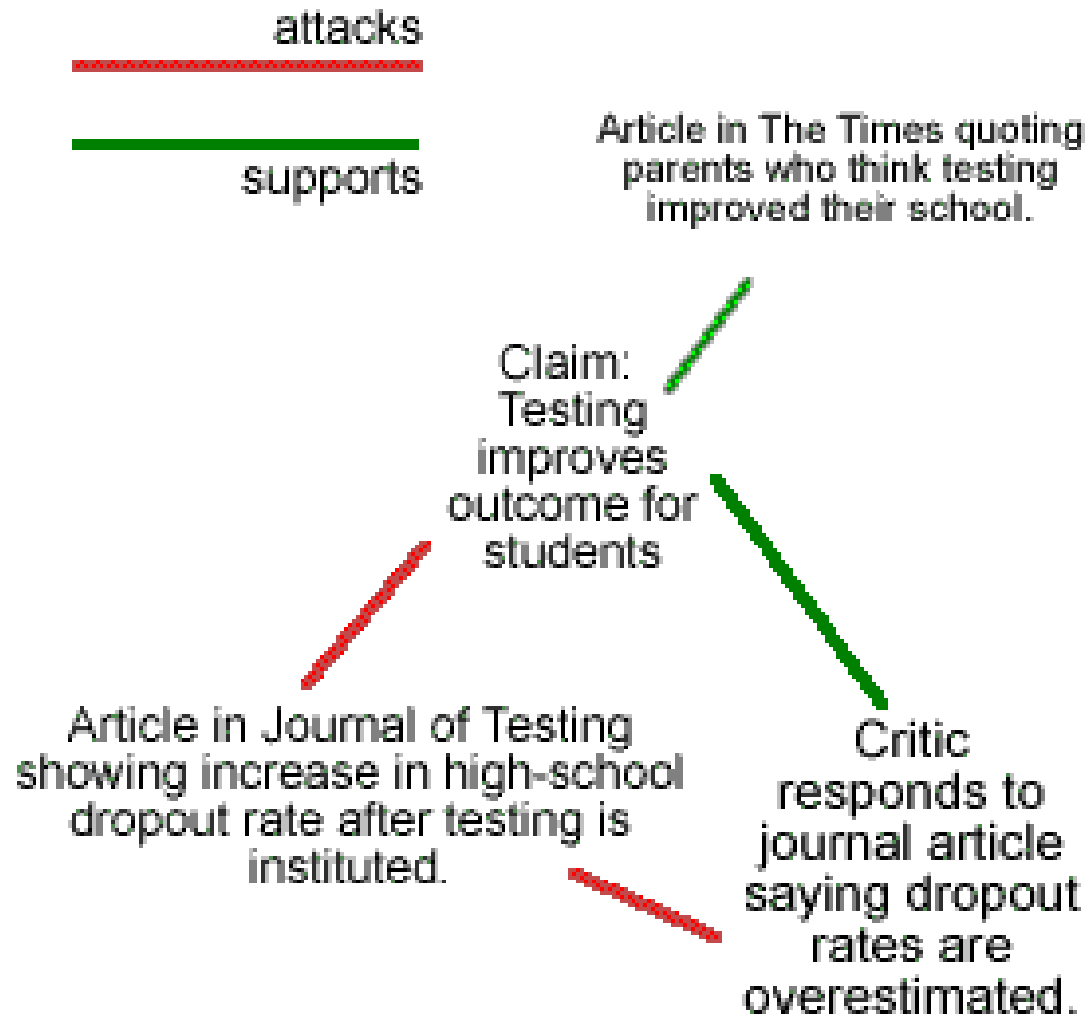 attacks
supports
Article in The Times quoting
parents who think testing
improved their school.
Claim:
Testing
improves
outcome for
students
Article in Journal of Testing
showing increase in high-school
dropout rate after testing is
instituted.
Critic
responds to
journal article
saying dropout
rates are
overestimated.